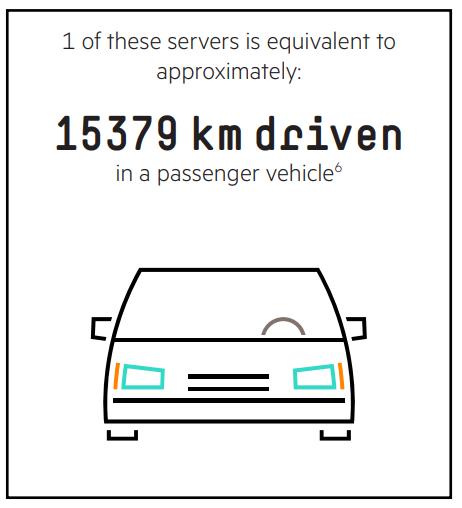 1 of these servers is equivalent to
approximately:
15379 km driven
in a passenger vehicle⁶